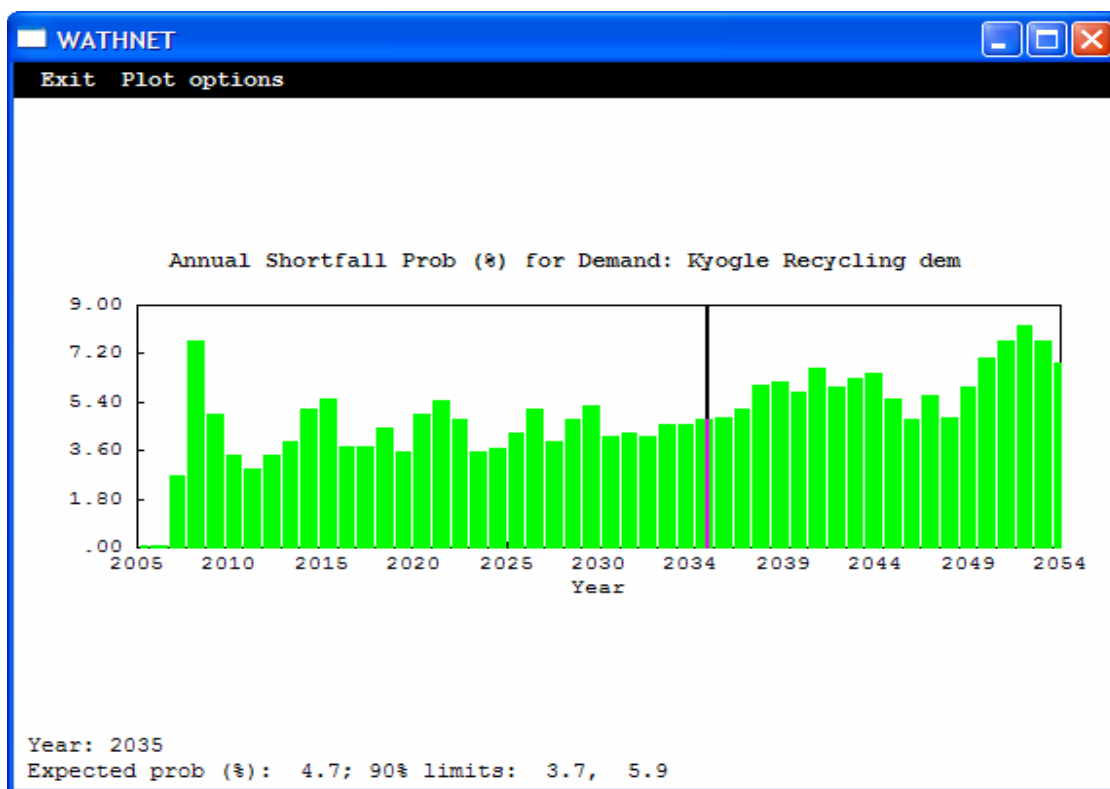 WATHNET
Exit Plot options
Annual Shortfall Prob (%) for Demand: Kyogle Recycling dem
9.00
7.20
5.40
3.60
1.80
.00
2005 2010 2015 2020 2025 2030 2034 2039 2044 2049 2054
Year
Year: 2035
Expected prob (%): 4.7; 90% limits: 3.7, 5.9